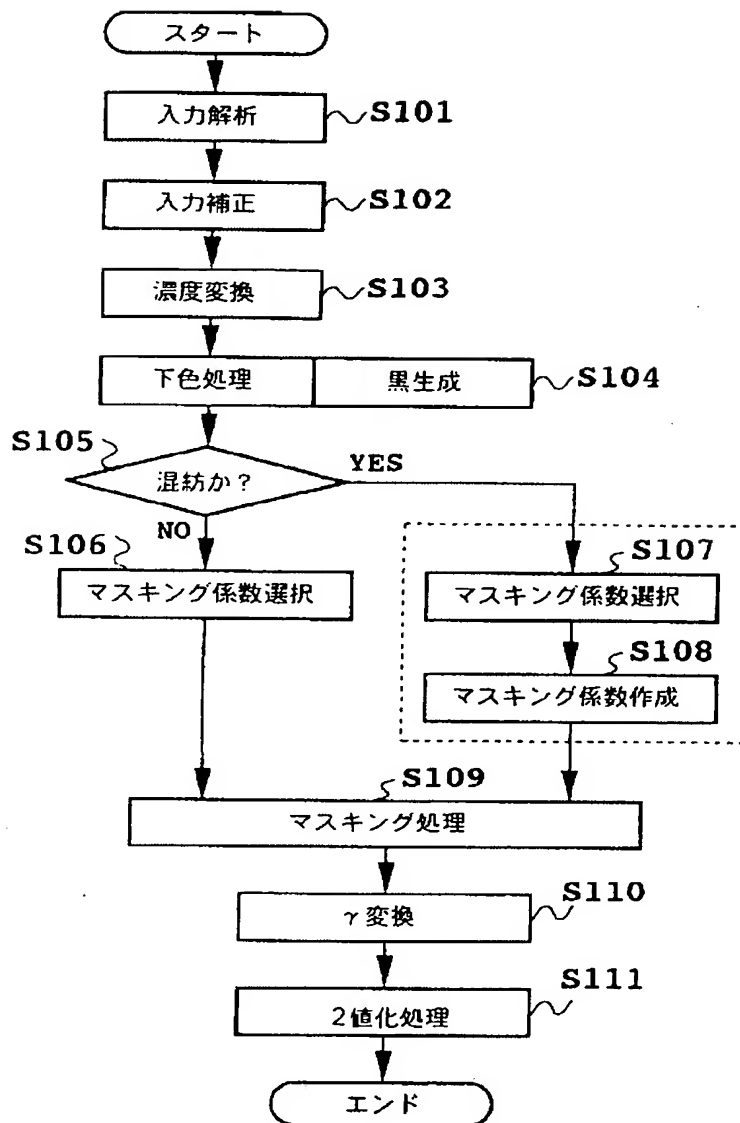 スタート
入力解析 S101
入力補正 S102
濃度変換 S103
下色処理 黒生成 S104
S105
混紡か? YES
NO
S106 S107
マスキング係数選択 マスキング係数選択
S108
マスキング係数作成
S109
マスキング処理
γ変換 S110
2値化処理 S111
エンド